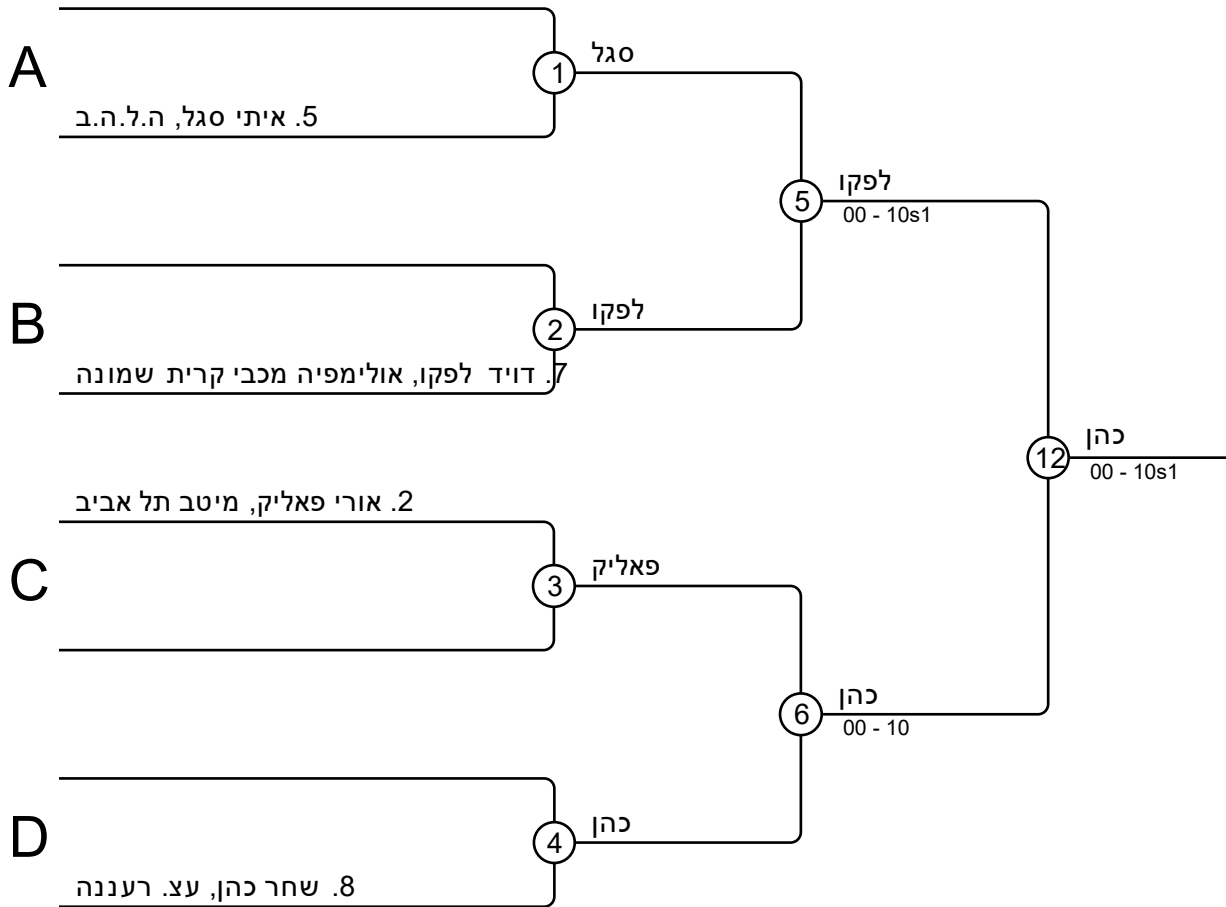 A
1
סגל
5. איתי סגל, ה.ל.ה.ב
5
לפקו
00 - 10s1
B
2
לפקו
7. דויד לפקו, אולימפיה מכבי קרית שמונה
12
כהן
00 - 10s1
2. אורי פאליק, מיטב תל אביב
C
3
פאליק
6
כהן
00 - 10
D
4
כהן
8. שחר כהן, עצ. רעננה